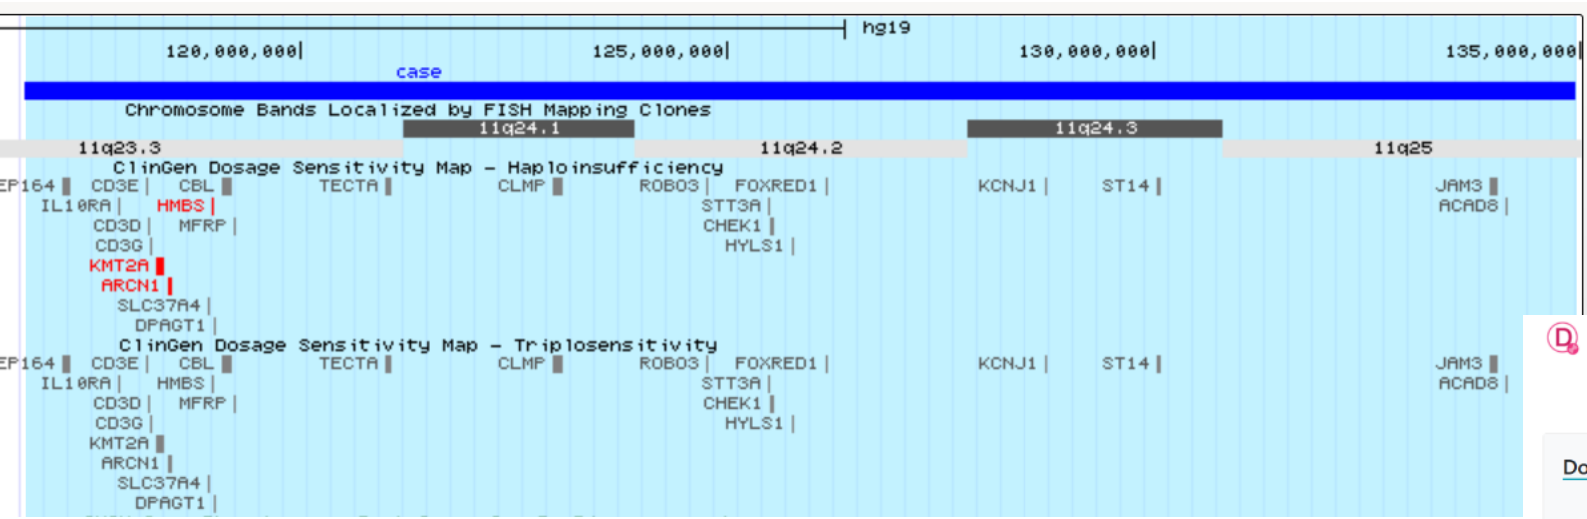 hg19
120,000,000| 125,000,000| 130,000,000| 135,000,000|
case
Chromosome Bands Localized by FISH Mapping Clones
11q24.1 11q24.3
11q23.3 11q24.2 11q25
ClinGen Dosage Sensitivity Map - Haploinsufficiency
EP164 CD3E CBL TECTA CLMP ROBO3 FOXRED1 KCNJ1 ST14 JAM3
IL10RA HMBS STT3A ACAD8
CD3D MFRP CHEK1
CD3G HYLS1
KMT2A
ARCN1
SLC37A4
DPAGT1
ClinGen Dosage Sensitivity Map - Triplosensitivity
EP164 CD3E CBL TECTA CLMP ROBO3 FOXRED1 KCNJ1 ST14 JAM3
IL10RA HMBS STT3A ACAD8
CD3D MFRP CHEK1
CD3G HYLS1
KMT2A
ARCN1
SLC37A4
DPAGT1
D
Do